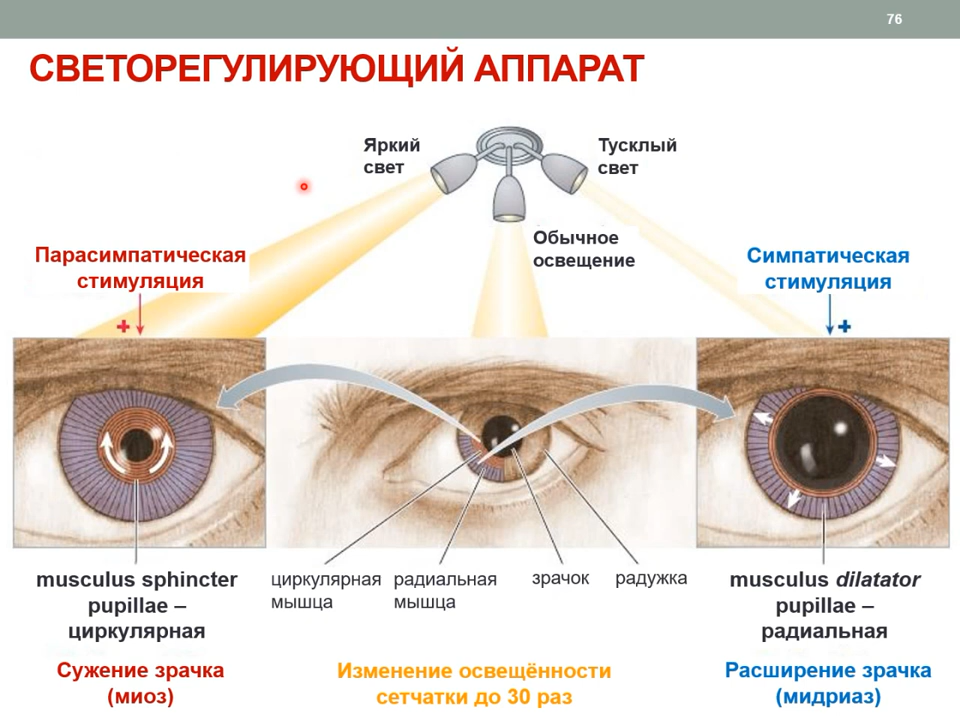 76
СВЕТОРЕГУЛИРУЮЩИЙ АППАРАТ
Яркий
свет
Тусклый
свет
Обычное
освещение
Парасимпатическая
стимуляция
+
Симпатическая
стимуляция
+
циркулярная
мышца
радиальная
мышца
зрачок
радужка
musculus sphincter
pupillae –
циркулярная
musculus dilatator
pupillae –
радиальная
Сужение зрачка
(миоз)
Изменение освещённости
сетчатки до 30 раз
Расширение зрачка
(мидриаз)